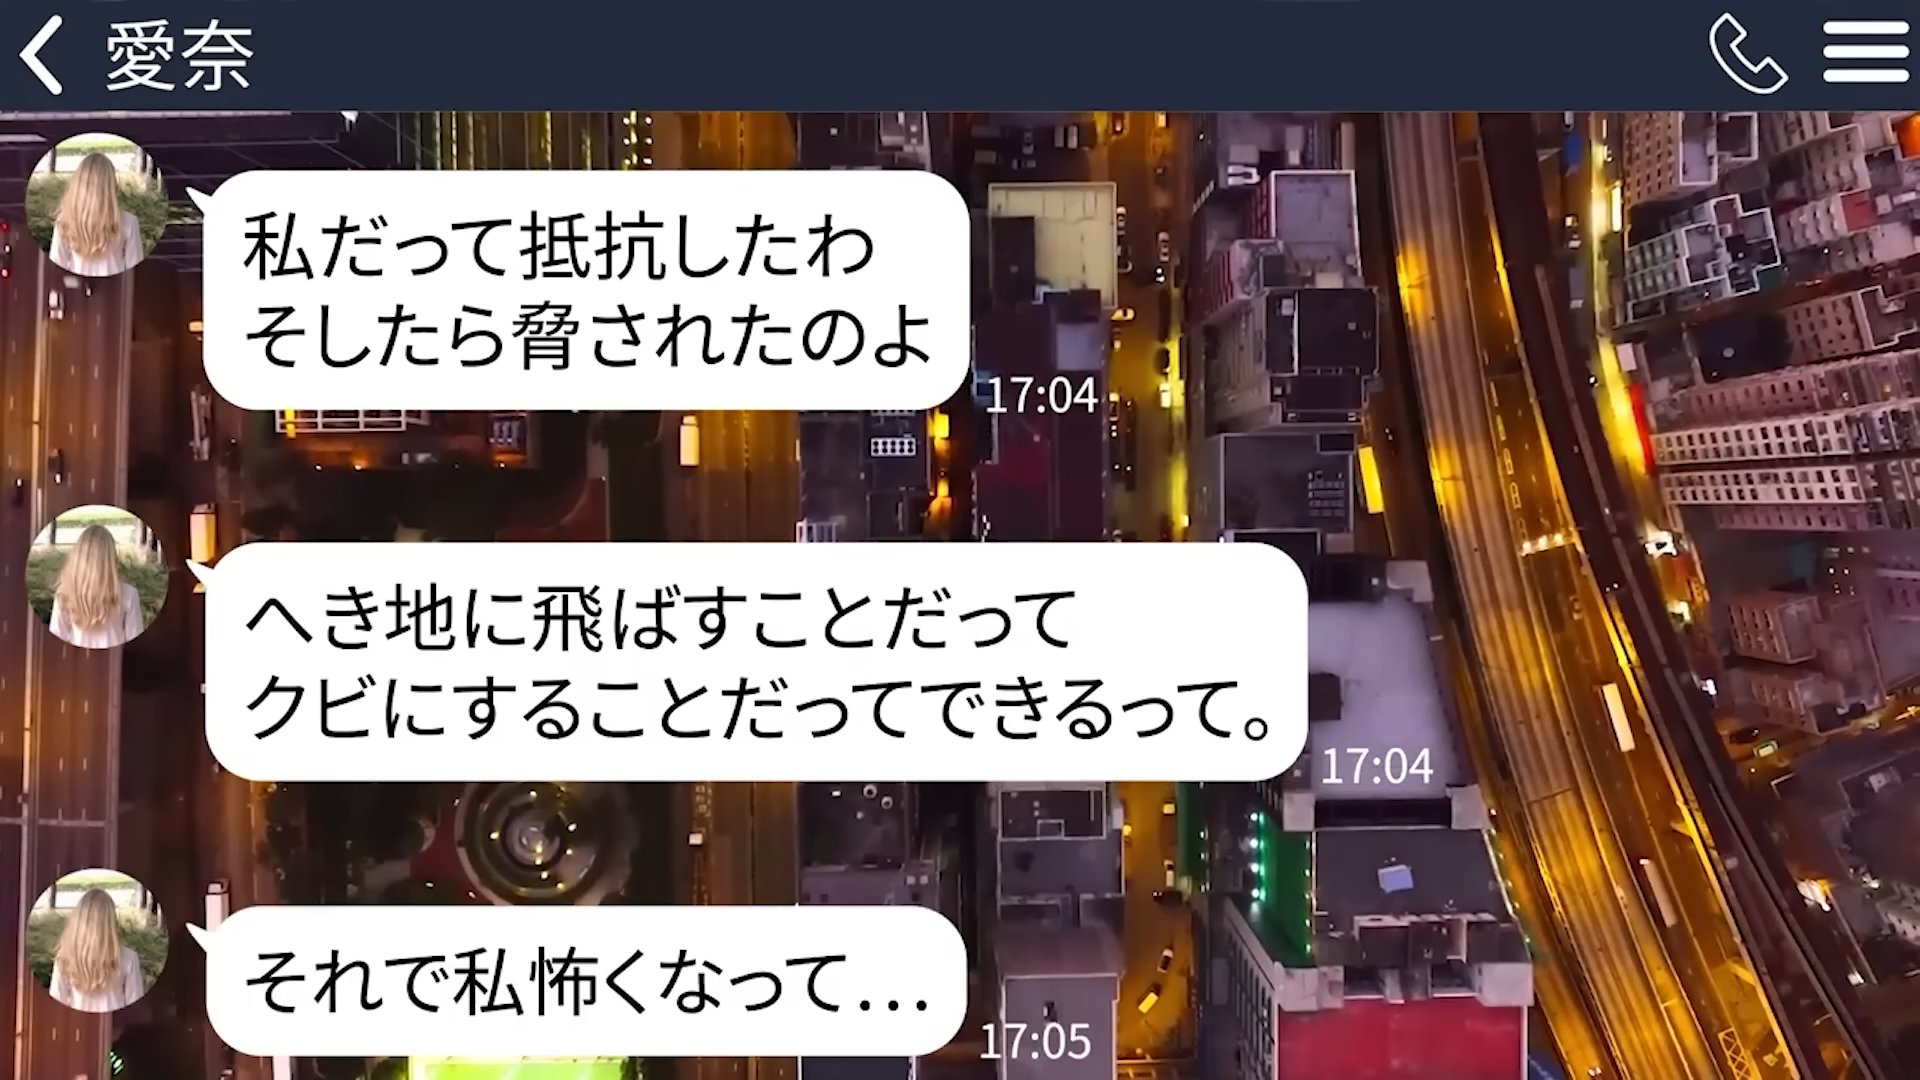 愛奈
私だって抵抗したわ
そしたら脅されたのよ
17:04
へき地に飛ばすことだって
クビにすることだってできるって。
17:04
それで私怖くなって…
17:05